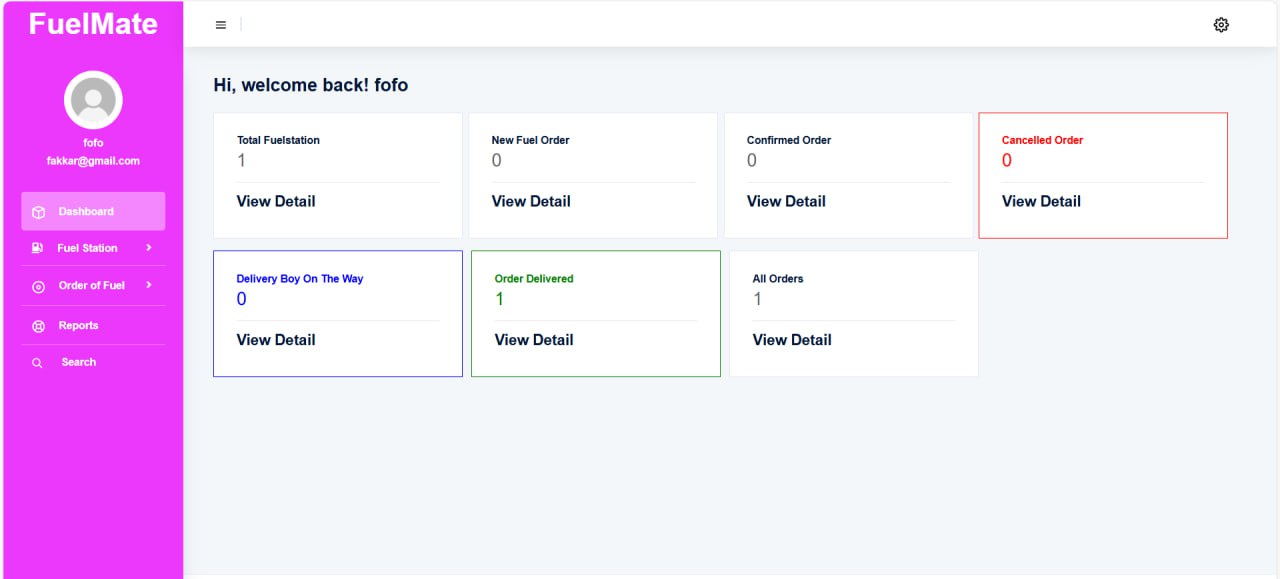 FuelMate
fofo
fakkar@gmail.com
Dashboard
Fuel Station
Order of Fuel
Reports
Search
Hi, welcome back! fofo
Total Fuelstation
1
View Detail
New Fuel Order
0
View Detail
Confirmed Order
0
View Detail
Cancelled Order
0
View Detail
Delivery Boy On The Way
0
View Detail
Order Delivered
1
View Detail
All Orders
1
View Detail